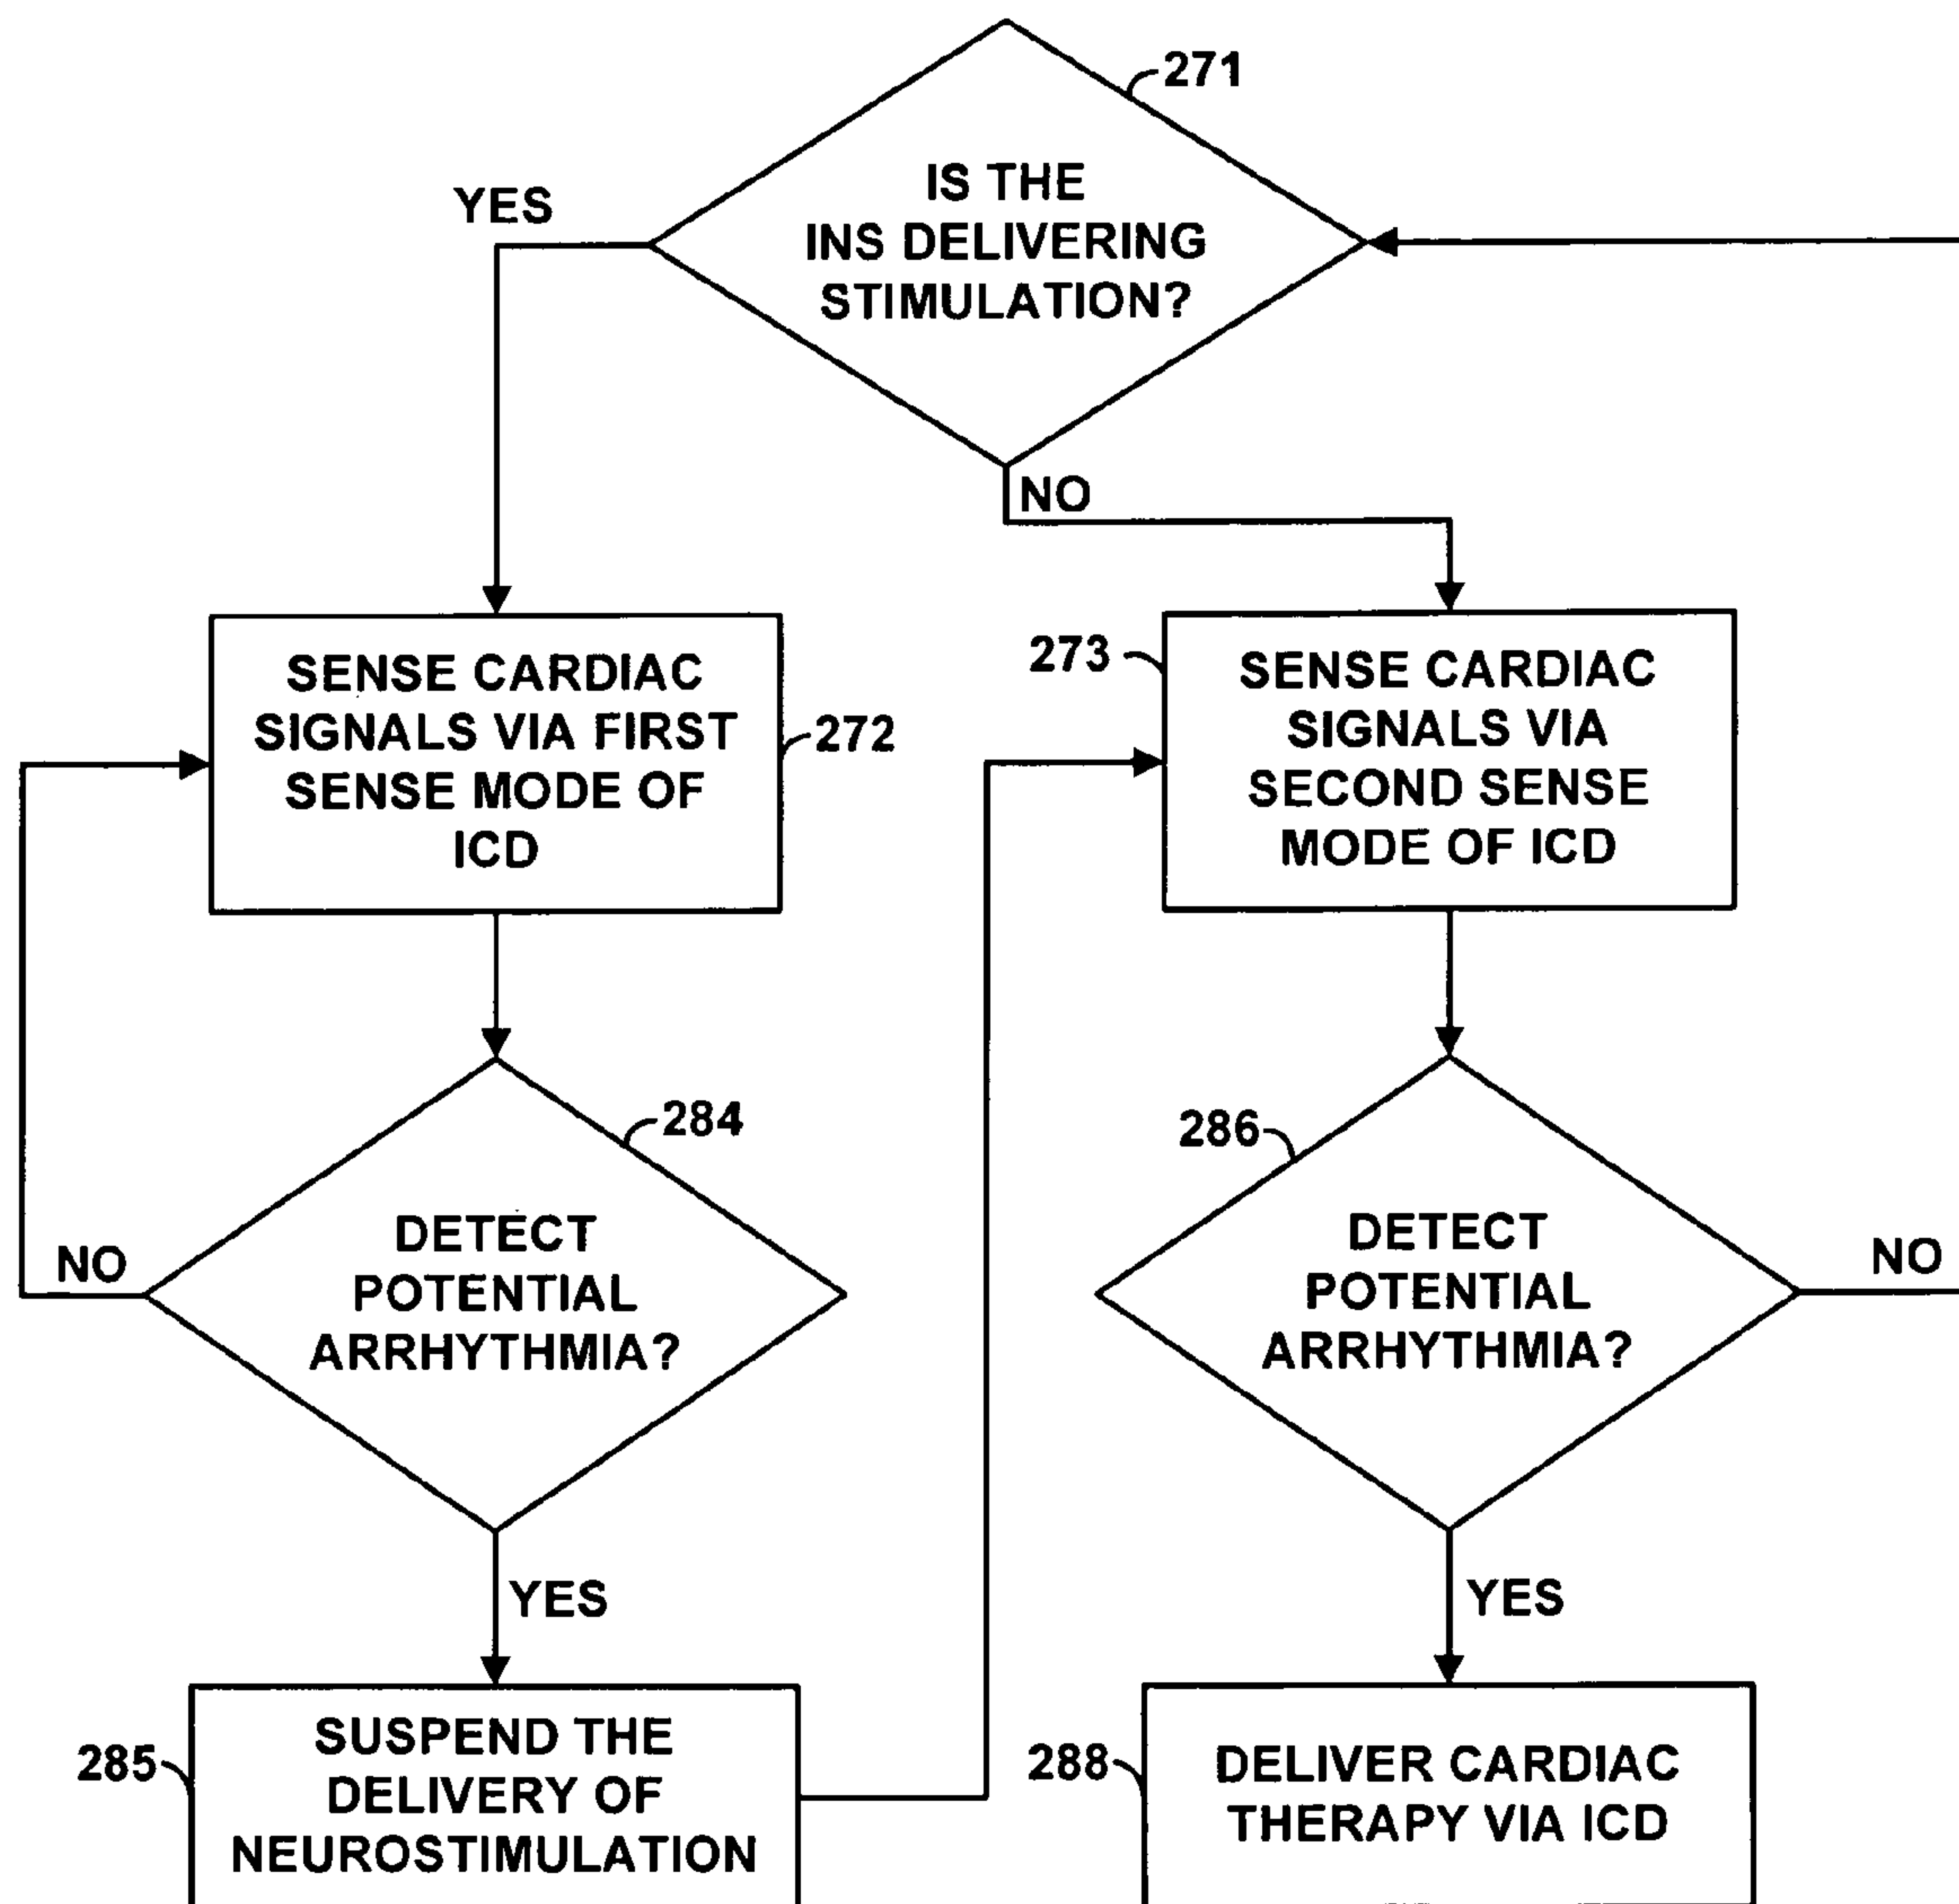 271
IS THE
INS DELIVERING
STIMULATION?
YES
NO
SENSE CARDIAC
SIGNALS VIA FIRST
SENSE MODE OF
ICD
272
273
SENSE CARDIAC
SIGNALS VIA
SECOND SENSE
MODE OF ICD
284
DETECT
POTENTIAL
ARRHYTHMIA?
NO
YES
286
DETECT
POTENTIAL
ARRHYTHMIA?
NO
YES
285
SUSPEND THE
DELIVERY OF
NEUROSTIMULATION
288
DELIVER CARDIAC
THERAPY VIA ICD